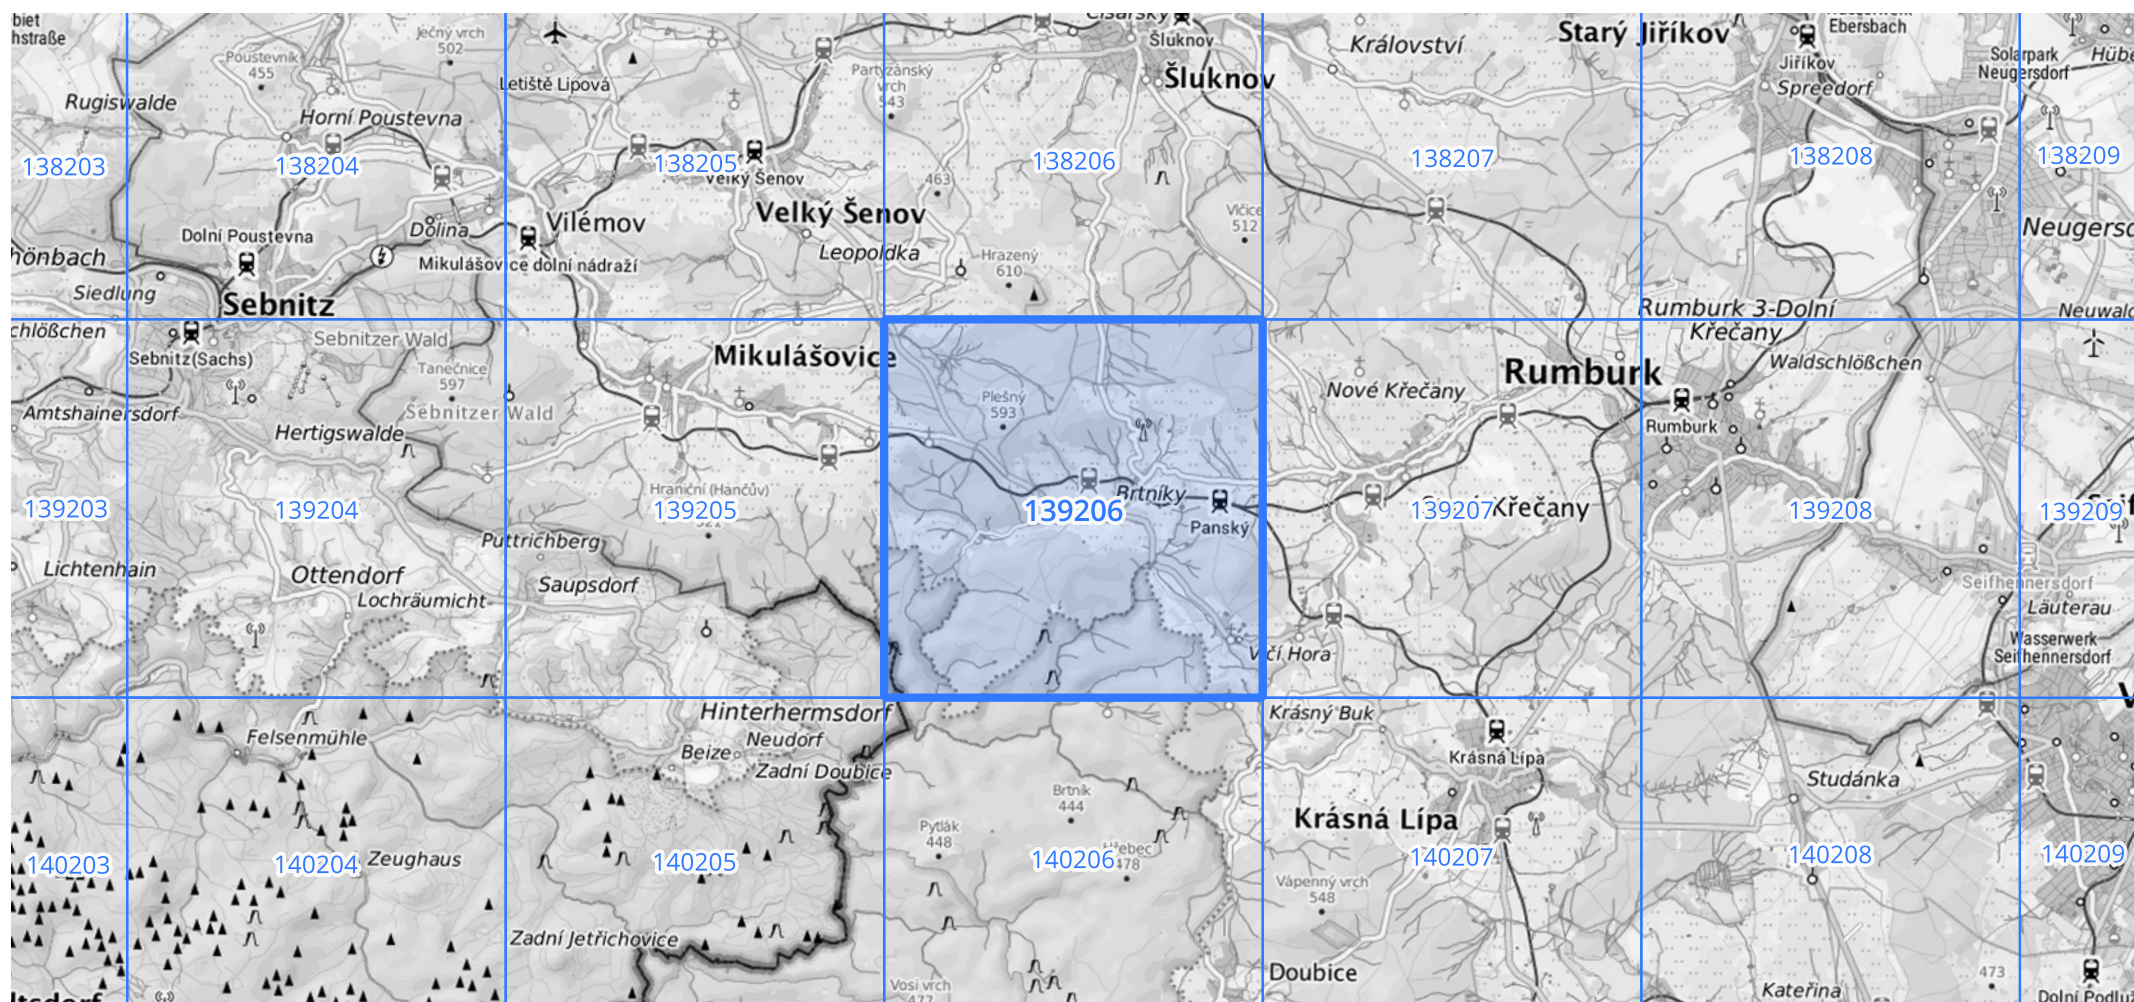 biet
hstraße
Ječný vrch
502
Císařský
Šluknov
Šluknov
Království
Starý Jiříkov
Ebersbach
Jiříkov
Spreedorf
Solarpark
Neugersdorf
Poustevník
455
Letiště Lipová
Partyzánský
vrch
543
Rugiswalde
Horní Poustevna
138203
138204
138205
138206
138207
138208
138209
Velký Šenov
Velký Šenov
463
Vlčice
512
Dolní Poustevna
Dolina
Vilémov
Mikulášovice dolní nádraží
Leopoldka
Hrazený
610
hönbach
Siedlung
Sebnitz
Rumburk 3-Dolní
Křečany
chlößchen
Sebnitz(Sachs)
Sebnitzer Wald
Tanečnice
597
Sebnitzer Wald
Mikulášovice
Plešný
593
Nové Křečany
Rumburk
Rumburk
Waldschlößchen
Amtshainersdorf
Hertigswalde
Hraniční (Hančův)
Brtníky
Panský
Křečany
139203
139204
139205
139206
139207
139208
139209
Puttrichberg
Lichtenhain
Ottendorf
Lochräumicht
Saupsdorf
Seifhennersdorf
Läuterau
Wasserwerk
Seifhennersdorf
Vlčí Hora
Hinterhermsdorf
Neudorf
Beize
Zadní Doubice
Felsenmühle
Krásný Buk
Krásná Lípa
Krásná Lípa
Studánka
Brtník
444
Pytlák
448
478
Zeughaus
140203
140204
140205
140206
140207
140208
140209
Vápenný vrch
548
Zadní Jetřichovice
Doubice
Vosí vrch
477
473
Kateřina
ltsdorf